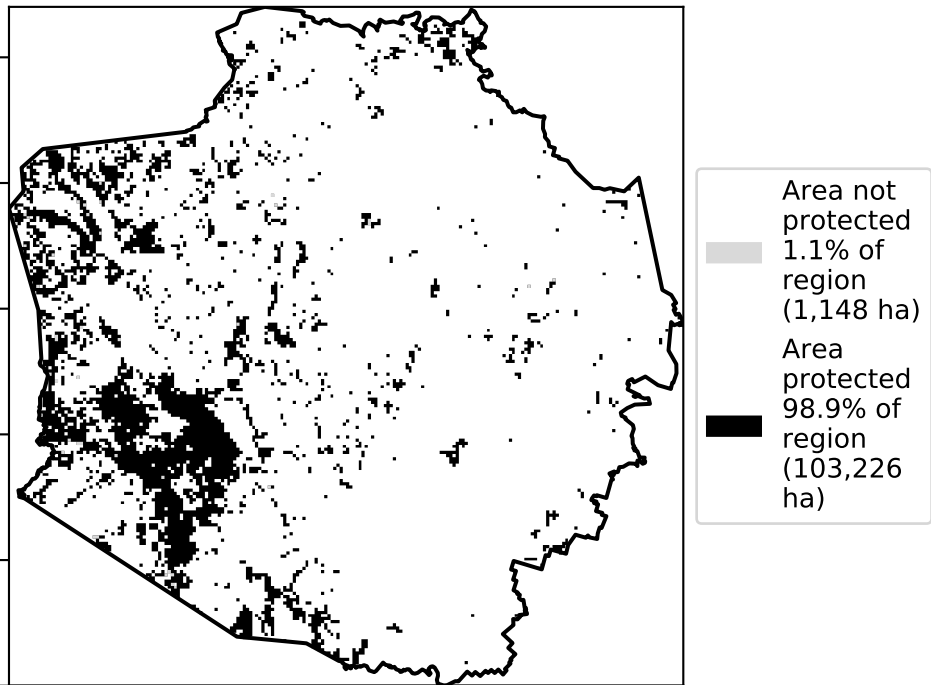 Area not
protected
1.1% of
region
(1,148 ha)
Area
protected
98.9% of
region
(103,226
ha)